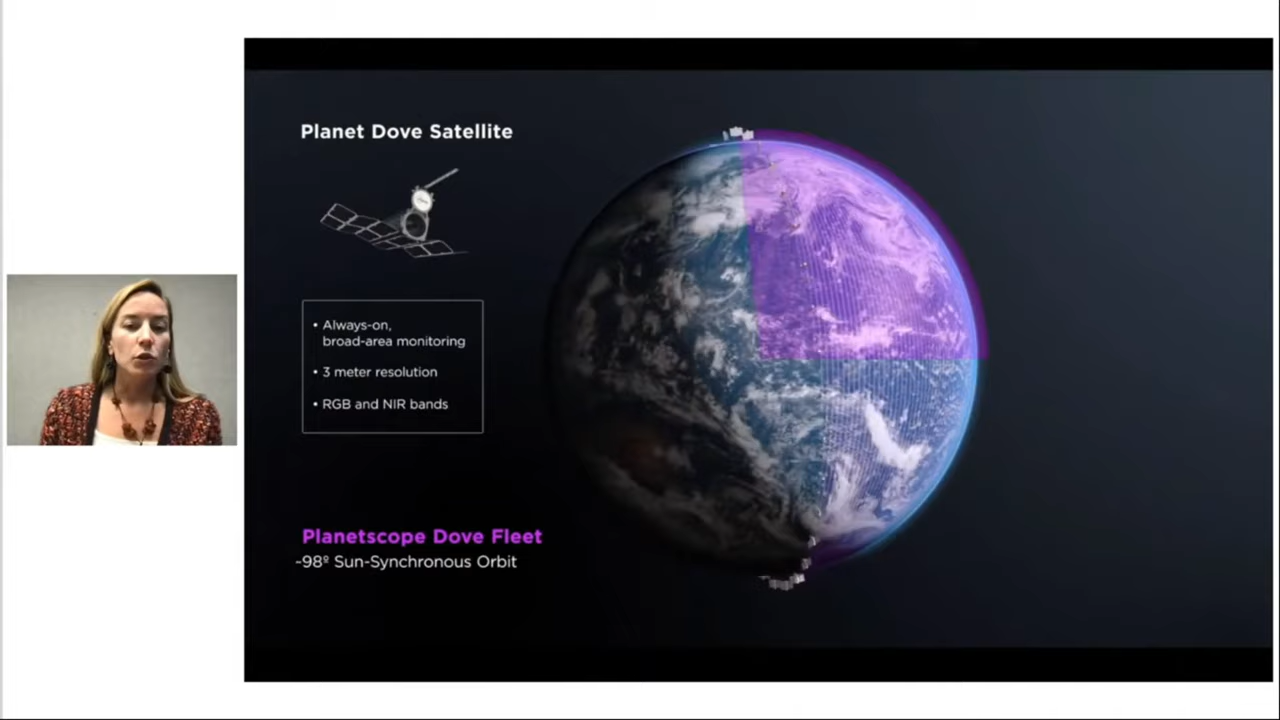 Planet Dove Satellite
• Always-on,
broad-area monitoring
• 3 meter resolution
• RGB and NIR bands
Planetscope Dove Fleet
~98º Sun-Synchronous Orbit